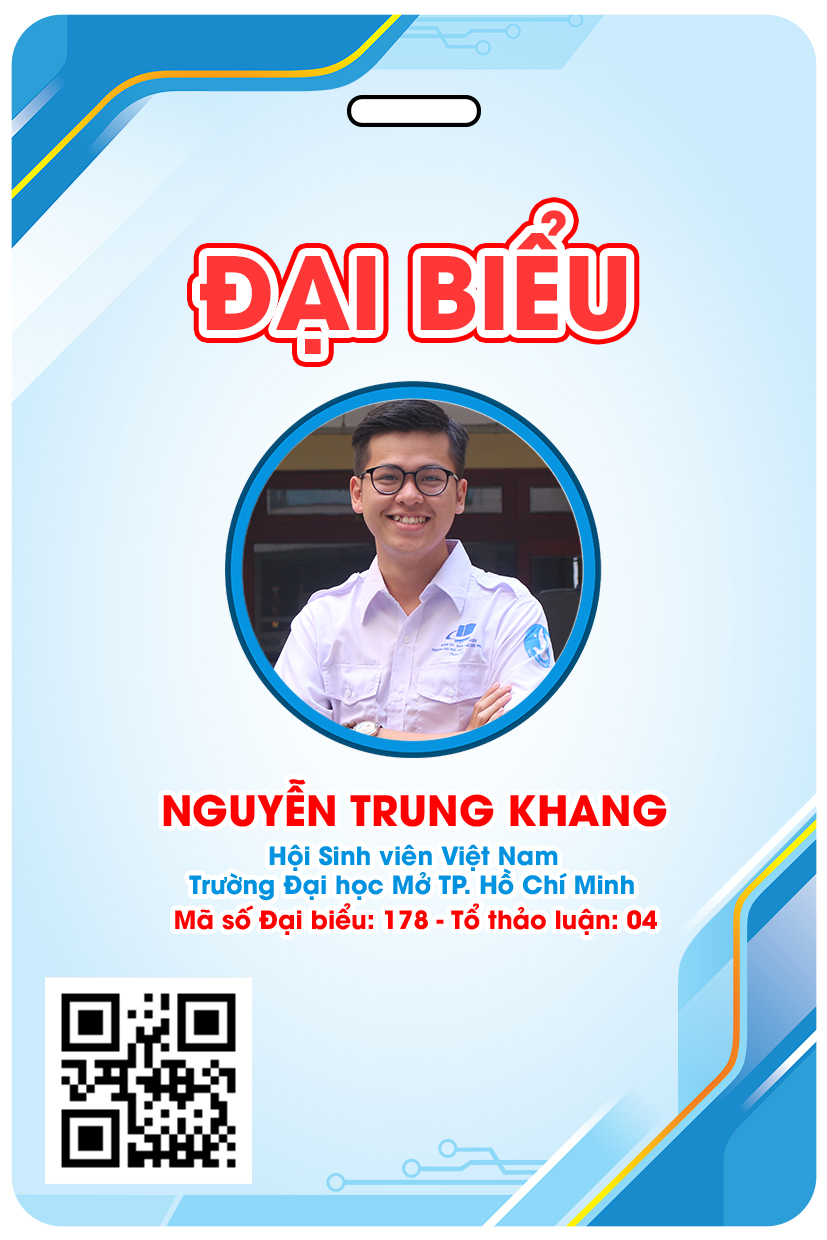 ĐẠI BIỂU
NGUYỄN TRUNG KHANG
Hội Sinh viên Việt Nam
Trường Đại học Mở TP. Hồ Chí Minh
Mã số Đại biểu: 178 - Tổ thảo luận: 04